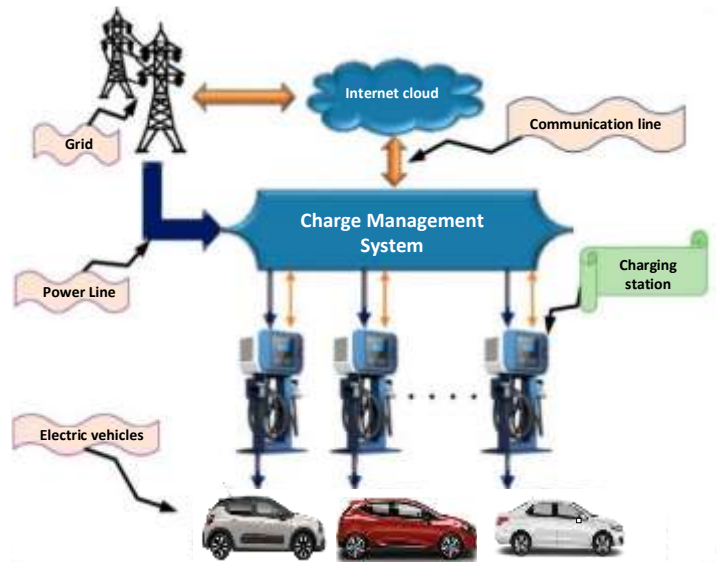 Internet cloud
Communication line
Grid
Charge Management
System
Charging
station
Power Line
Electric vehicles